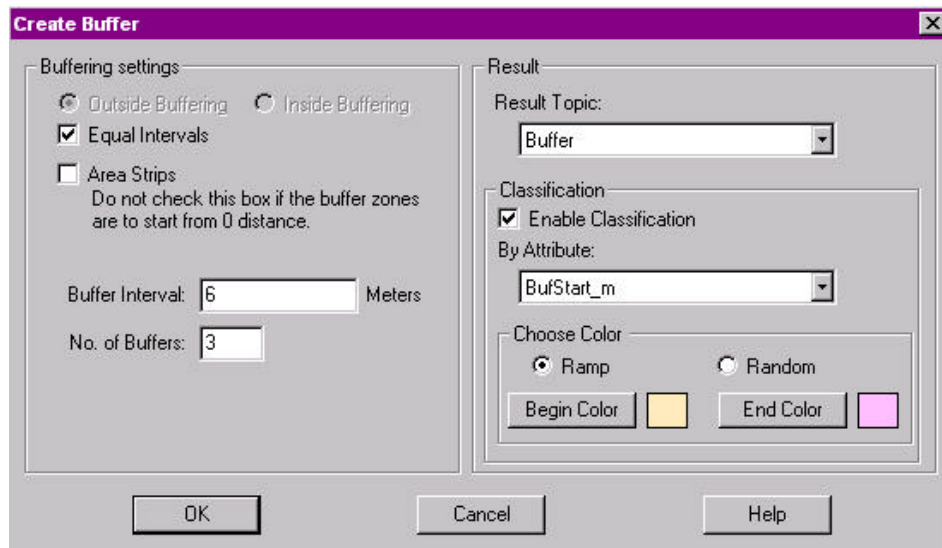 Create Buffer
Buffering settings
Outside Buffering Inside Buffering
Equal Intervals
Area Strips
Do not check this box if the buffer zones
are to start from 0 distance.
Buffer Interval: 6 Meters
No. of Buffers: 3
Result
Result Topic:
Buffer
Classification
Enable Classification
By Attribute:
BufStart_m
Choose Color
Ramp Random
Begin Color End Color
OK Cancel Help